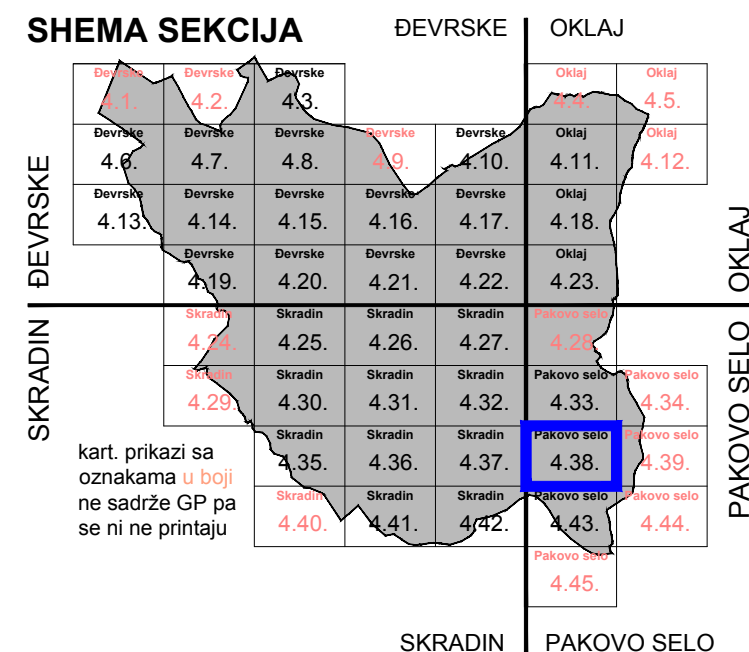 SHEMA SEKCIJA
ĐEVRSKE OKLAJ
Đevrske Đevrske Đevrske Oklaj Oklaj
4.1. 4.2. 4.3. 4.4. 4.5.
Đevrske Đevrske Đevrske Đevrske Đevrske Oklaj Oklaj
4.6. 4.7. 4.8. 4.9. 4.10. 4.11. 4.12.
Đevrske Đevrske Đevrske Đevrske Đevrske Oklaj
4.13. 4.14. 4.15. 4.16. 4.17. 4.18.
Đevrske Đevrske Đevrske Đevrske Oklaj
4.19. 4.20. 4.21. 4.22. 4.23.
ĐEVRSKE
OKLAJ
Skradin Skradin Skradin Skradin Pakovo selo
4.24. 4.25. 4.26. 4.27. 4.28.
Skradin Skradin Skradin Skradin Pakovo selo Pakovo selo
4.29. 4.30. 4.31. 4.32. 4.33. 4.34.
Skradin Skradin Skradin Pakovo selo Pakovo selo
4.35. 4.36. 4.37. 4.38. 4.39.
Skradin Skradin Skradin Pakovo selo Pakovo selo
4.40. 4.41. 4.42. 4.43. 4.44.
Pakovo selo
4.45.
SKRADIN
PAKOVO SELO
kart. prikazi sa
oznakama u boji
ne sadrže GP pa
se ni ne printaju
SKRADIN PAKOVO SELO